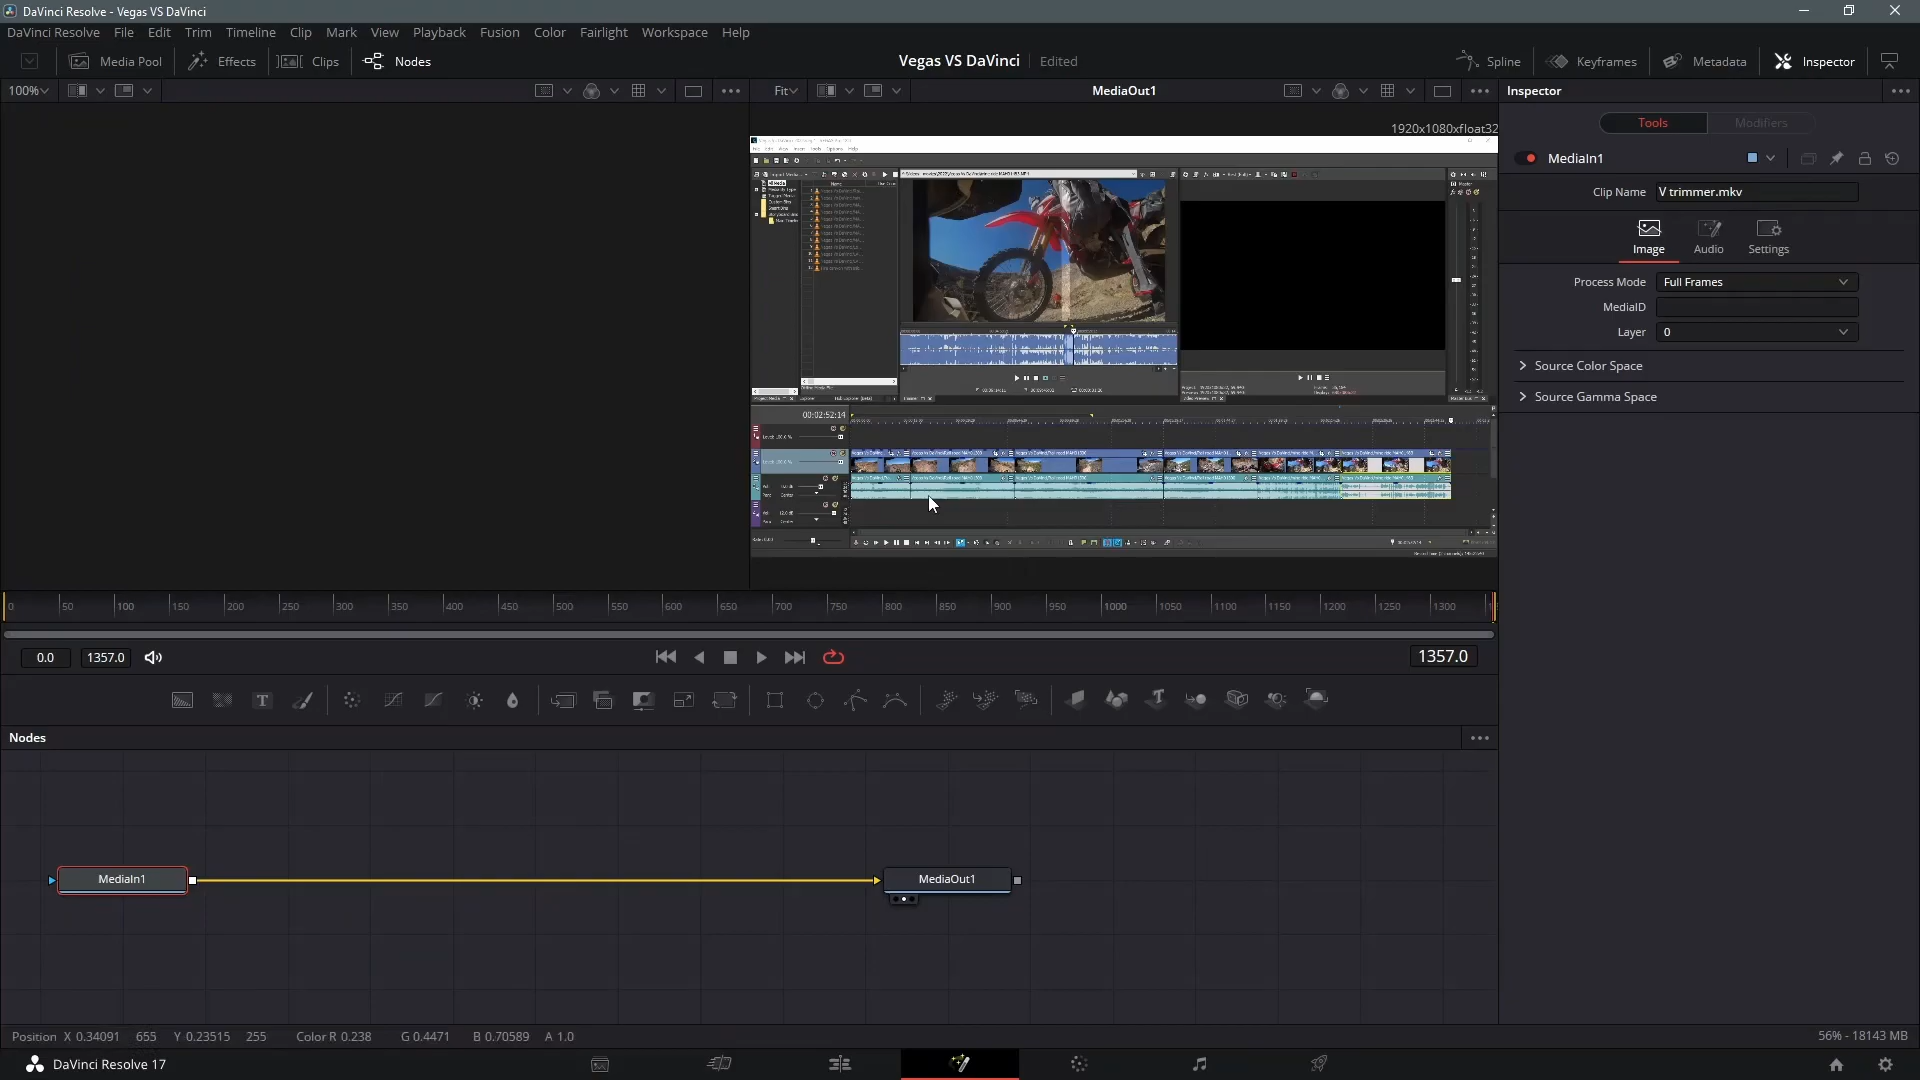 DaVinci Resolve - Vegas VS DaVinci
DaVinci Resolve File Edit Trim Timeline Clip Mark View Playback Fusion Color Fairlight Workspace Help
Media Pool Effects Clips Nodes Vegas VS DaVinci Edited Spline Keyframes Metadata Inspector
100% Fit MediaOut1 Inspector
1920x1080xfloat32
Tools Modifiers
MediaIn1
Clip Name V trimmer.mkv
Image Audio Settings
Process Mode Full Frames
MediaID
Layer 0
Source Color Space
Source Gamma Space
00:02:52:14
0 50 100 150 200 250 300 350 400 450 500 550 600 650 700 750 800 850 900 950 1000 1050 1100 1150 1200 1250 1300
0.0 1357.0 1357.0
Nodes
MediaIn1 MediaOut1
Position X 0.34091 655 Y 0.23515 255 Color R 0.238 G 0.4471 B 0.70589 A 1.0 56% - 18143 MB
DaVinci Resolve 17